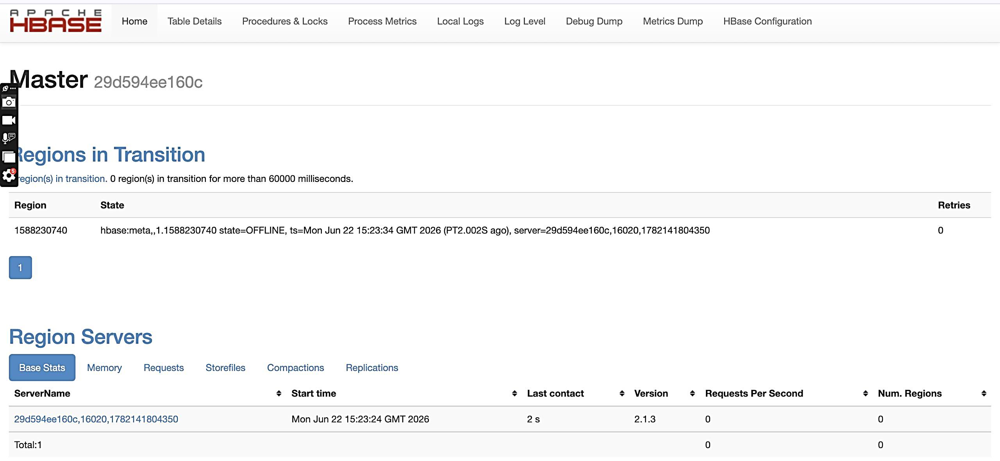 APACHE
HBASE
Home Table Details Procedures & Locks Process Metrics Local Logs Log Level Debug Dump Metrics Dump HBase Configuration
Master 29d594ee160c
Regions in Transition
region(s) in transition. 0 region(s) in transition for more than 60000 milliseconds.
5
Region State Retries
1588230740 hbase:meta,,1.1588230740 state=OFFLINE, ts=Mon Jun 22 15:23:34 GMT 2026 (PT2.002S ago), server=29d594ee160c,16020,1782141804350 0
1
Region Servers
Base Stats Memory Requests Storefiles Compactions Replications
ServerName Start time Last contact Version Requests Per Second Num. Regions
29d594ee160c,16020,1782141804350 Mon Jun 22 15:23:24 GMT 2026 2 s 2.1.3 0 0
Total:1 0 0